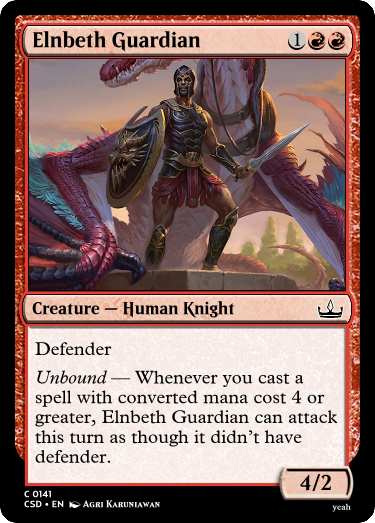 Elnbeth Guardian 1
Creature — Human Knight
Defender
Unbound — Whenever you cast a
spell with converted mana cost 4 or
greater, Elnbeth Guardian can attack
this turn as though it didn't have
defender.
4/2
C 0141
CSD • EN Agri Karuniawan
yeah